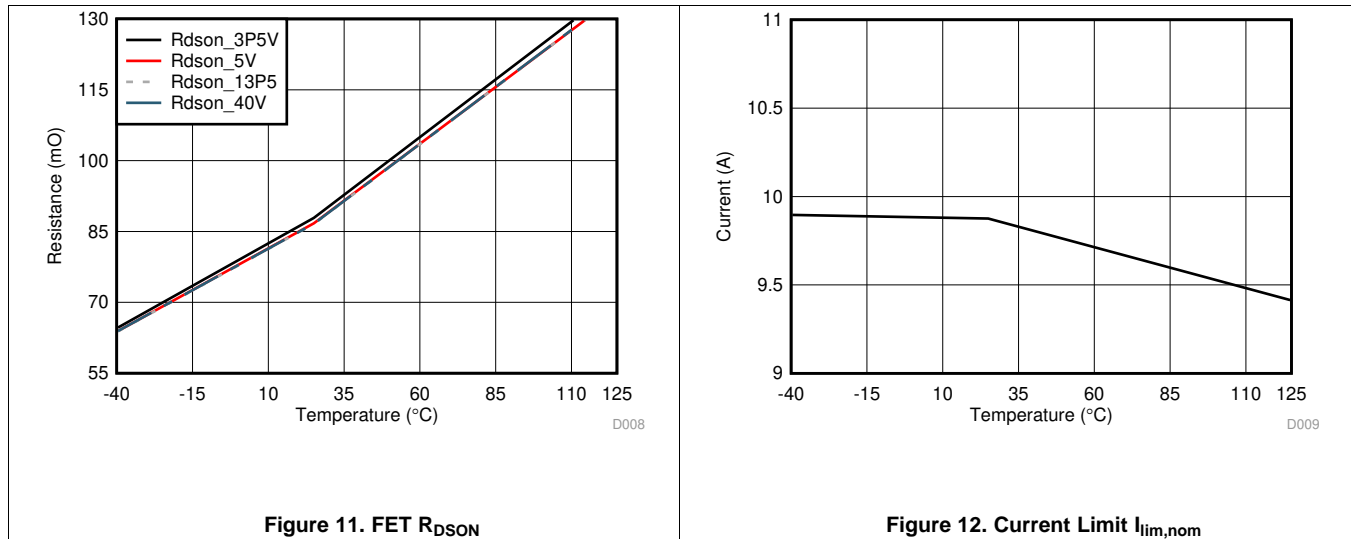 130
115
100
85
70
55
Resistance (mO)
Rdson_3P5V
Rdson_5V
Rdson_13P5
Rdson_40V
-40 -15 10 35 60 85 110 125
Temperature (°C)
D008
Figure 11. FET RDSON
11
10.5
10
9.5
9
Current (A)
-40 -15 10 35 60 85 110 125
Temperature (°C)
D009
Figure 12. Current Limit Ilim,nom